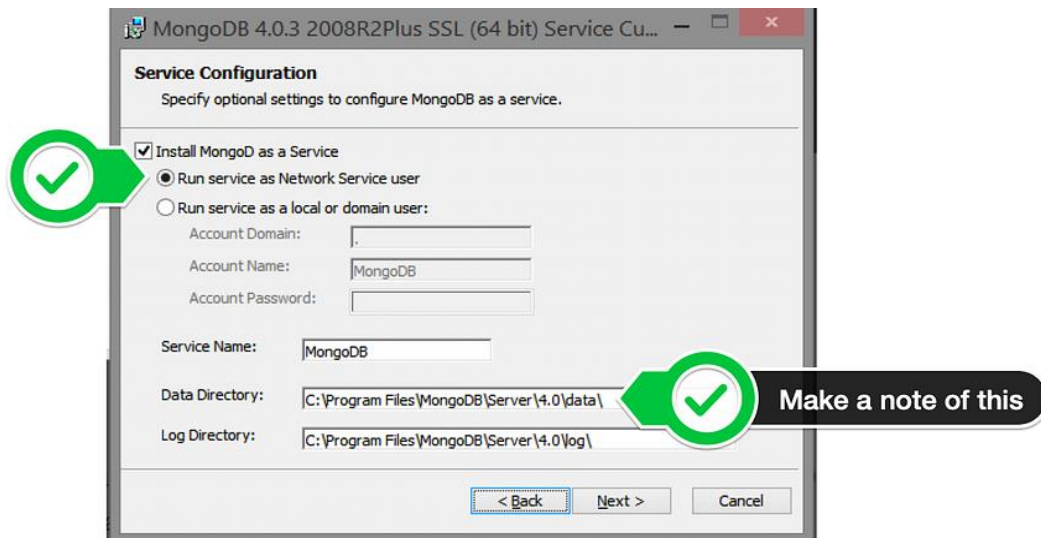 MongoDB 4.0.3 2008R2Plus SSL (64 bit) Service Cu...
Service Configuration
Specify optional settings to configure MongoDB as a service.
Install MongoD as a Service
Run service as Network Service user
Run service as a local or domain user:
Account Domain: .
Account Name: MongoDB
Account Password:
Service Name: MongoDB
Data Directory: C:\Program Files\MongoDB\Server\4.0\data\
Make a note of this
Log Directory: C:\Program Files\MongoDB\Server\4.0\log\
< Back Next > Cancel